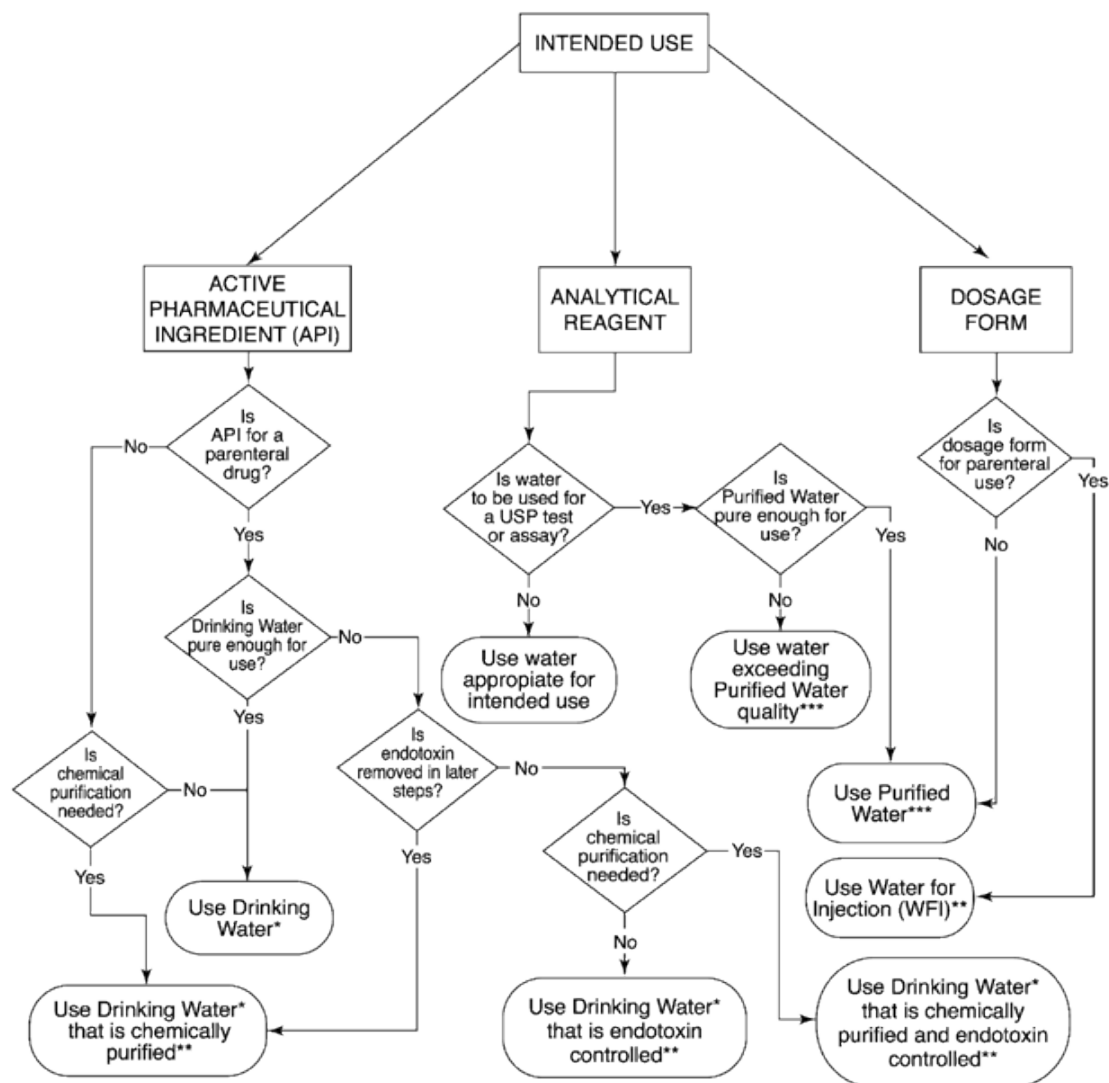 INTENDED USE
ACTIVE
PHARMACEUTICAL
INGREDIENT (API)
ANALYTICAL
REAGENT
DOSAGE
FORM
Is
API for a
parenteral
drug?
No
Yes
Is
Drinking Water
pure enough for
use?
No
Yes
Is
chemical
purification
needed?
No
Yes
Is
endotoxin
removed in later
steps?
No
Yes
Is
chemical
purification
needed?
Yes
No
Is water
to be used for
a USP test
or assay?
Yes
No
Is
Purified Water
pure enough for
use?
Yes
No
Is
dosage form
for parenteral
use?
Yes
No
Use water
appropiate for
intended use
Use water
exceeding
Purified Water
quality***
Use Purified
Water***
Use Water for
Injection (WFI)**
Use Drinking
Water*
Use Drinking Water*
that is chemically
purified**
Use Drinking Water*
that is endotoxin
controlled**
Use Drinking Water*
that is chemically
purified and endotoxin
controlled**